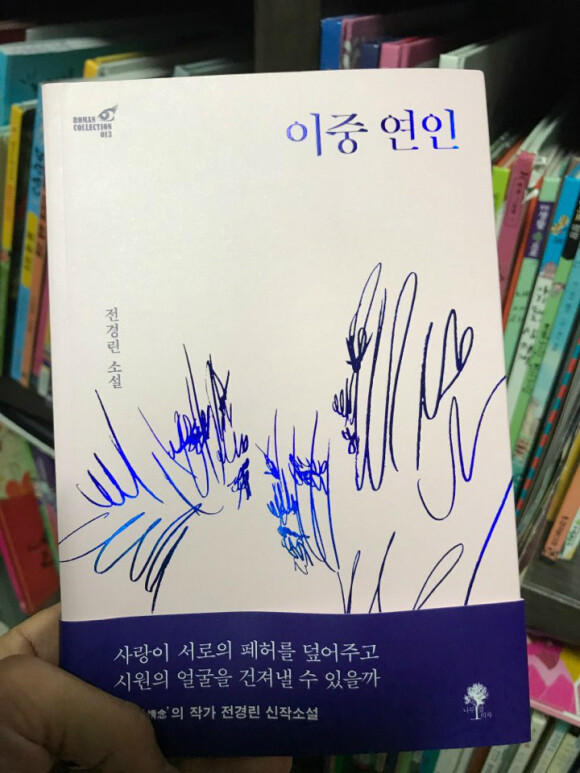 ROMAN
COLLECTION
013
이중 연인
전경린 소설
사랑이 서로의 폐허를 덮어주고
시원의 얼굴을 건져낼 수 있을까
情念'의 작가 전경린 신작소설